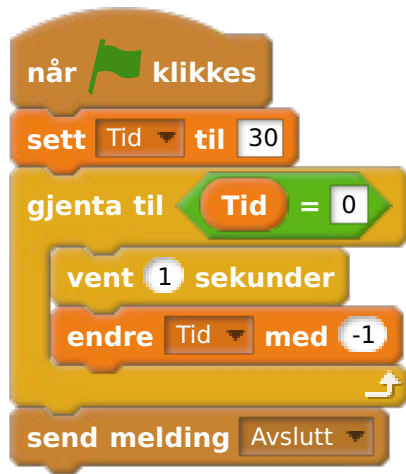 når klikkes
sett Tid til 30
gjenta til Tid = 0
vent 1 sekunder
endre Tid med -1
send melding Avslutt